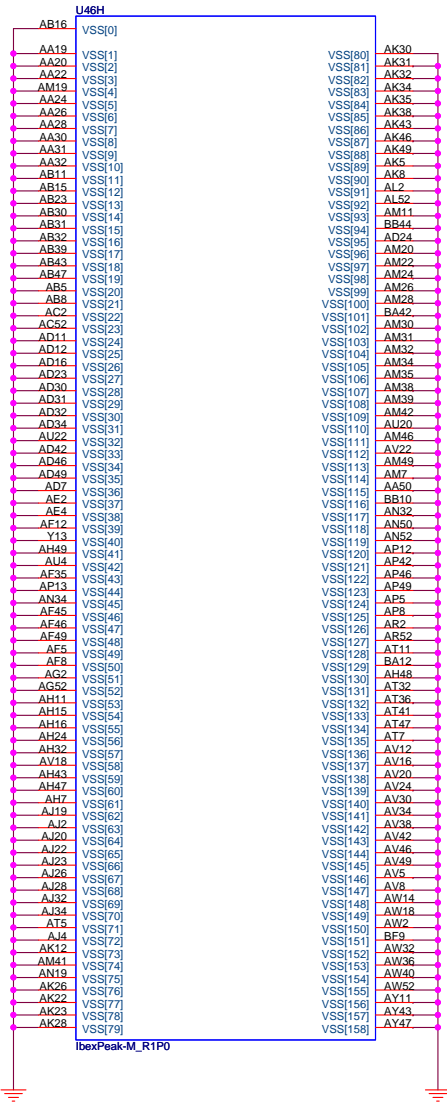 U46H
AB16 VSS[0]
AA19 VSS[1] VSS[80] AK30
AA20 VSS[2] VSS[81] AK31
AA22 VSS[3] VSS[82] AK32
AM19 VSS[4] VSS[83] AK34
AA24 VSS[5] VSS[84] AK35
AA26 VSS[6] VSS[85] AK38
AA28 VSS[7] VSS[86] AK43
AA30 VSS[8] VSS[87] AK46
AA31 VSS[9] VSS[88] AK49
AA32 VSS[10] VSS[89] AK5
AB11 VSS[11] VSS[90] AK8
AB15 VSS[12] VSS[91] AL2
AB23 VSS[13] VSS[92] AL52
AB30 VSS[14] VSS[93] AM11
AB31 VSS[15] VSS[94] BB44
AB32 VSS[16] VSS[95] AD24
AB39 VSS[17] VSS[96] AM20
AB43 VSS[18] VSS[97] AM22
AB47 VSS[19] VSS[98] AM24
AB5 VSS[20] VSS[99] AM26
AB8 VSS[21] VSS[100] AM28
AC2 VSS[22] VSS[101] BA42
AC52 VSS[23] VSS[102] AM30
AD11 VSS[24] VSS[103] AM31
AD12 VSS[25] VSS[104] AM32
AD16 VSS[26] VSS[105] AM34
AD23 VSS[27] VSS[106] AM35
AD30 VSS[28] VSS[107] AM38
AD31 VSS[29] VSS[108] AM39
AD32 VSS[30] VSS[109] AM42
AD34 VSS[31] VSS[110] AU20
AU22 VSS[32] VSS[111] AM46
AD42 VSS[33] VSS[112] AV22
AD46 VSS[34] VSS[113] AM49
AD49 VSS[35] VSS[114] AM7
AD7 VSS[36] VSS[115] AA50
AE2 VSS[37] VSS[116] BB10
AE4 VSS[38] VSS[117] AN32
AF12 VSS[39] VSS[118] AN50
Y13 VSS[40] VSS[119] AN52
AH49 VSS[41] VSS[120] AP12
AU4 VSS[42] VSS[121] AP42
AF35 VSS[43] VSS[122] AP46
AP13 VSS[44] VSS[123] AP49
AN34 VSS[45] VSS[124] AP5
AF45 VSS[46] VSS[125] AP8
AF46 VSS[47] VSS[126] AR2
AF49 VSS[48] VSS[127] AR52
AF5 VSS[49] VSS[128] AT11
AF8 VSS[50] VSS[129] BA12
AG2 VSS[51] VSS[130] AH48
AG52 VSS[52] VSS[131] AT32
AH11 VSS[53] VSS[132] AT36
AH15 VSS[54] VSS[133] AT41
AH16 VSS[55] VSS[134] AT47
AH24 VSS[56] VSS[135] AT7
AH32 VSS[57] VSS[136] AV12
AV18 VSS[58] VSS[137] AV16
AH43 VSS[59] VSS[138] AV20
AH47 VSS[60] VSS[139] AV24
AH7 VSS[61] VSS[140] AV30
AJ19 VSS[62] VSS[141] AV34
AJ2 VSS[63] VSS[142] AV38
AJ20 VSS[64] VSS[143] AV42
AJ22 VSS[65] VSS[144] AV46
AJ23 VSS[66] VSS[145] AV49
AJ26 VSS[67] VSS[146] AV5
AJ28 VSS[68] VSS[147] AV8
AJ32 VSS[69] VSS[148] AW14
AJ34 VSS[70] VSS[149] AW18
AT5 VSS[71] VSS[150] AW2
AJ4 VSS[72] VSS[151] BF9
AK12 VSS[73] VSS[152] AW32
AM41 VSS[74] VSS[153] AW36
AN19 VSS[75] VSS[154] AW40
AK26 VSS[76] VSS[155] AW52
AK22 VSS[77] VSS[156] AY11
AK23 VSS[78] VSS[157] AY43
AK28 VSS[79] VSS[158] AY47
IbexPeak-M_R1P0